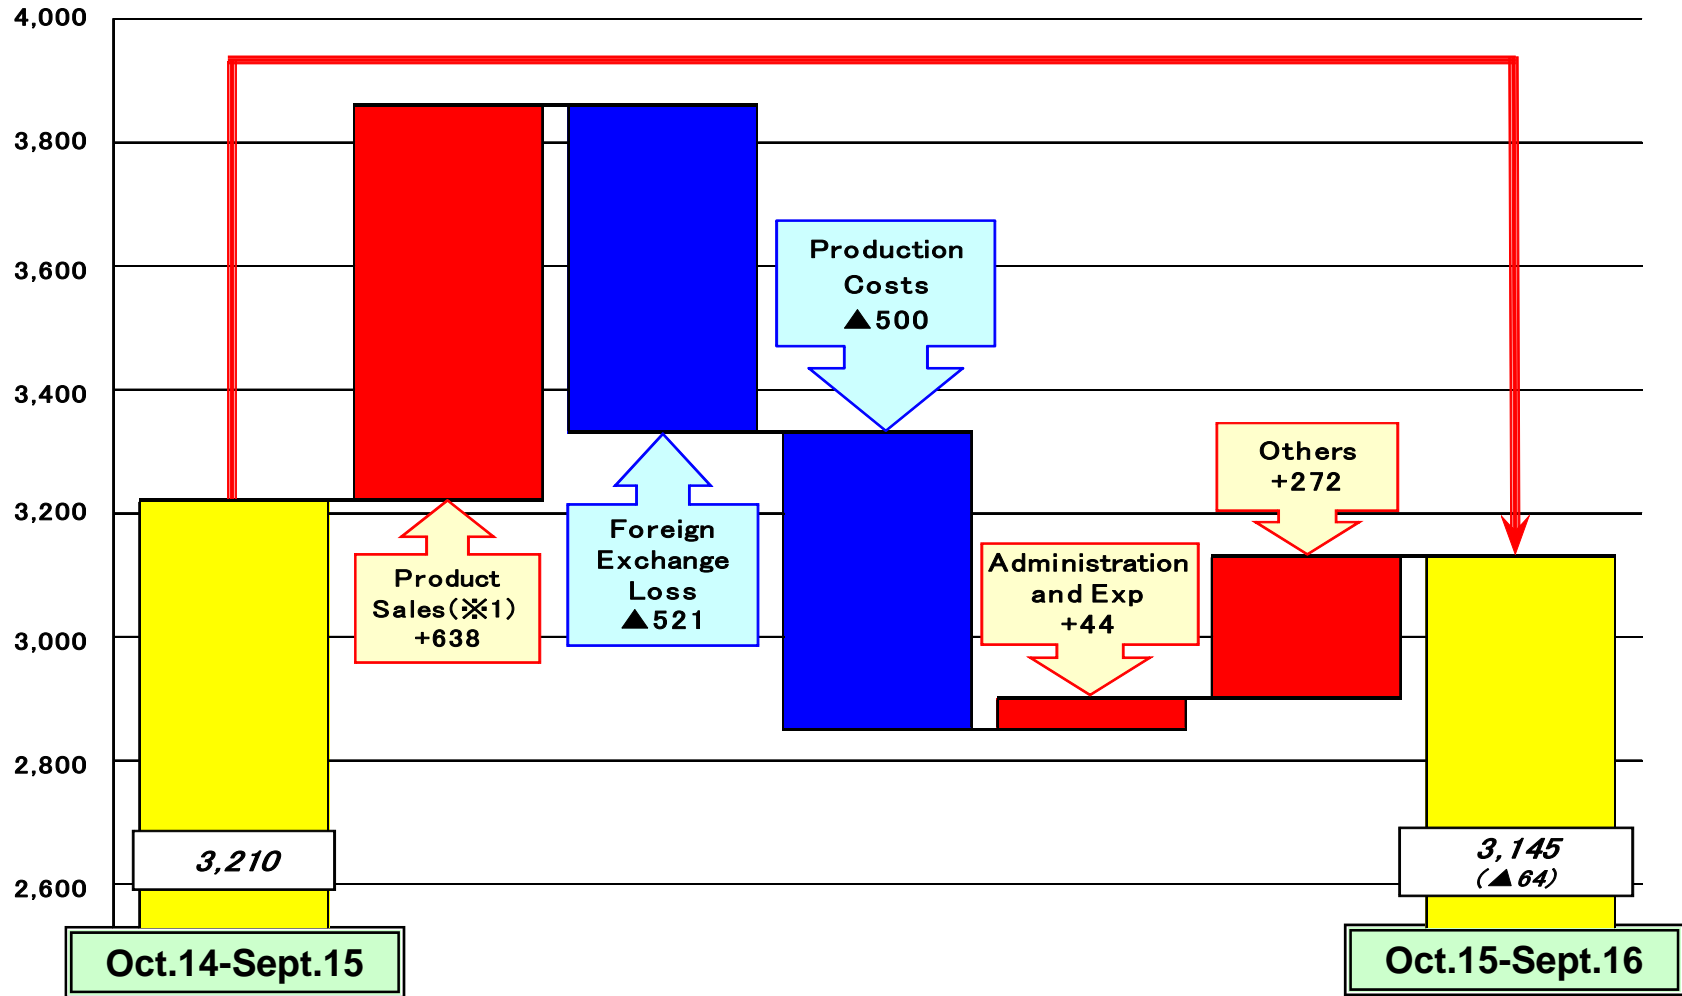 4,000
3,800
3,600
3,400
3,200
3,000
2,800
2,600
Product
Sales(※1)
+638
Foreign
Exchange
Loss
▲521
Production
Costs
▲500
Administration
and Exp
+44
Others
+272
3,210
3,145
(▲64)
Oct.14-Sept.15
Oct.15-Sept.16